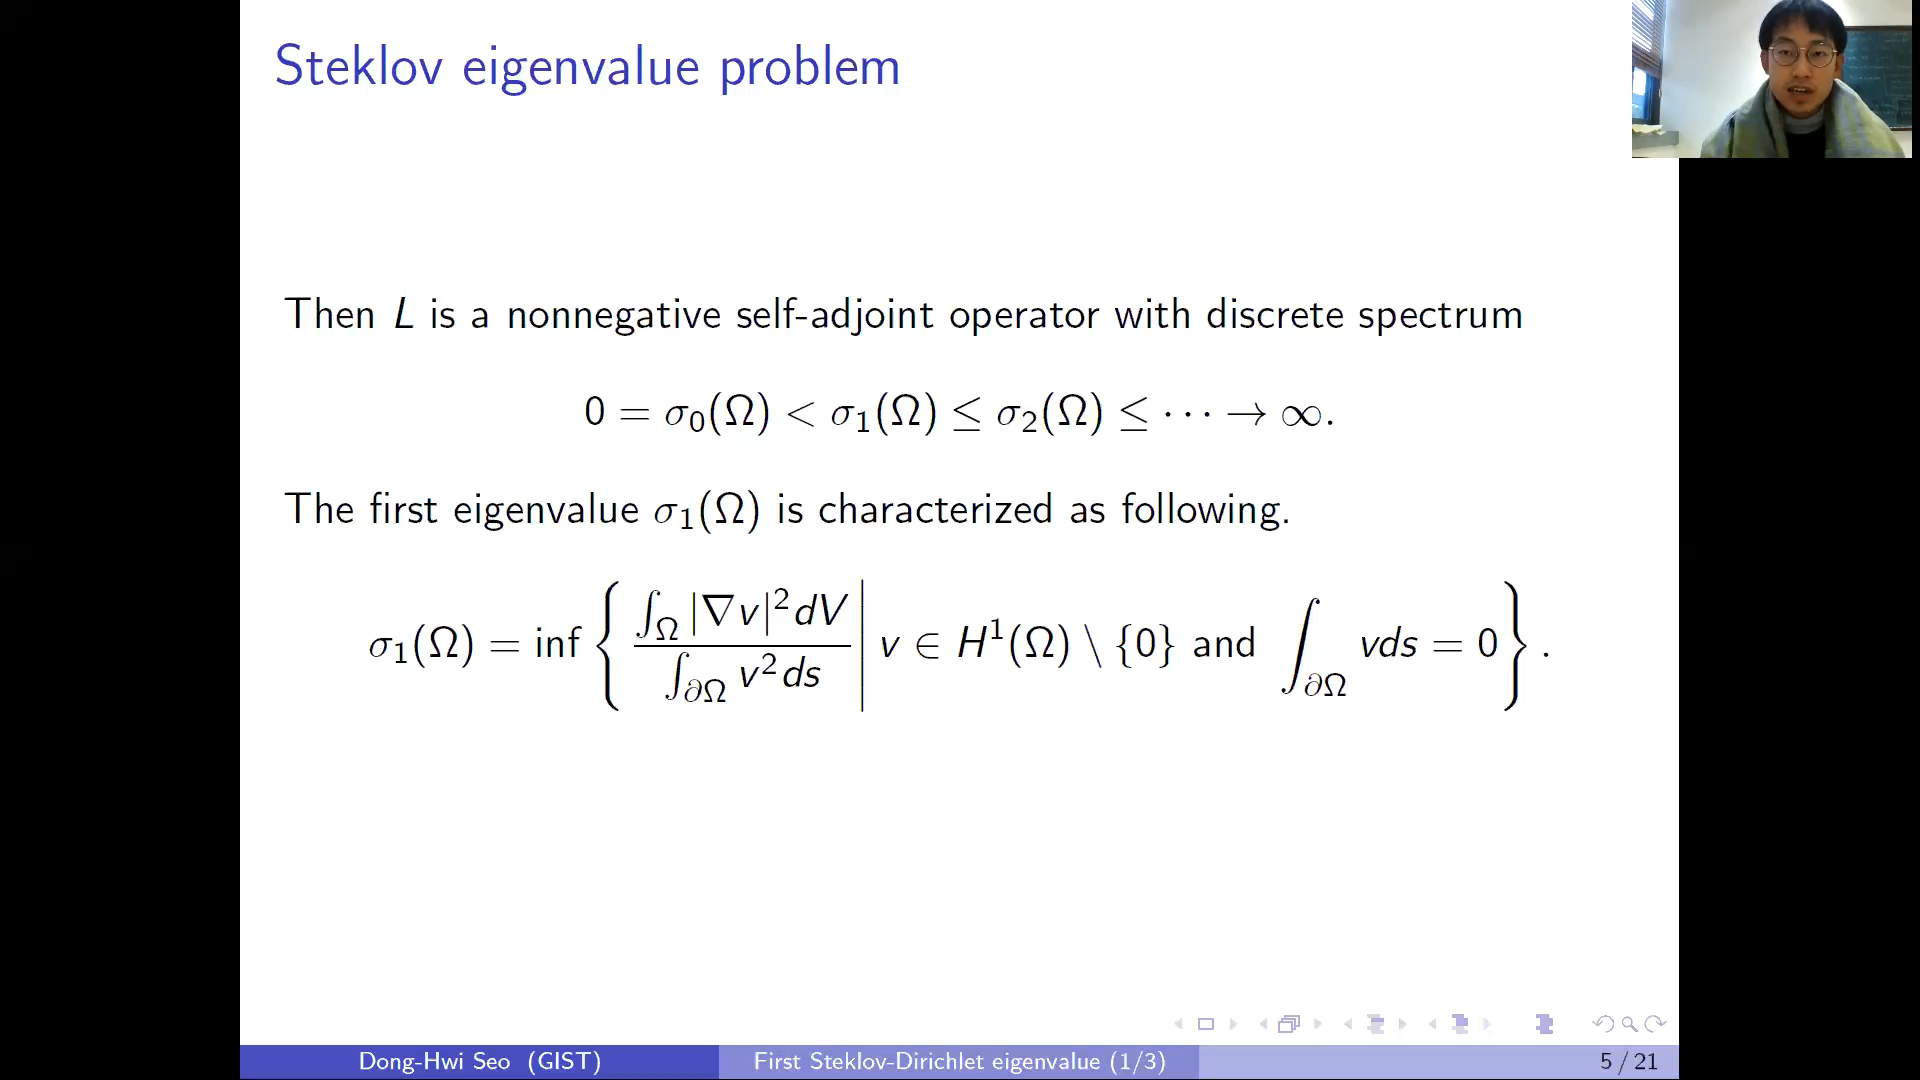 Steklov eigenvalue problem
Then L is a nonnegative self-adjoint operator with discrete spectrum
0 = σ₀(Ω) < σ₁(Ω) ≤ σ₂(Ω) ≤ · · · → ∞.
The first eigenvalue σ₁(Ω) is characterized as following.
σ₁(Ω) = inf { ∫_Ω |∇v|² dV / ∫_∂Ω v² ds | v ∈ H¹(Ω) \ {0} and ∫_∂Ω vds = 0 } .
Dong-Hwi Seo (GIST) First Steklov-Dirichlet eigenvalue (1/3) 5 / 21